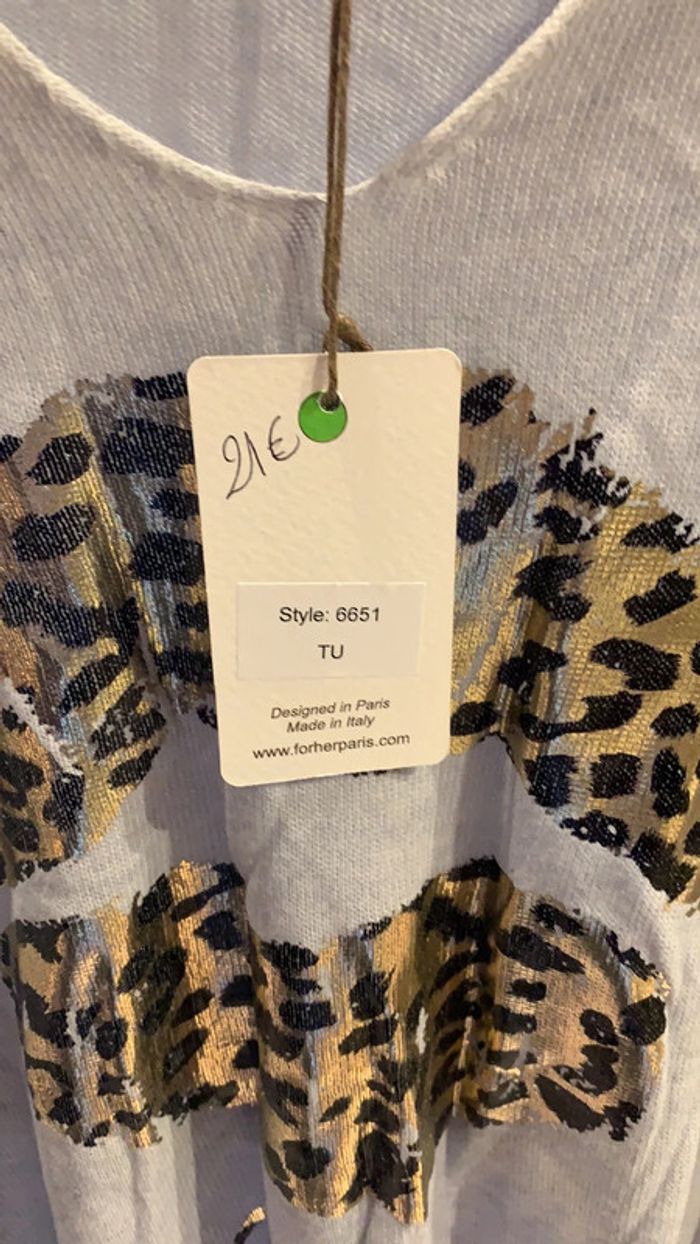 21€
Style: 6651
TU
Designed in Paris
Made in Italy
www.forherparis.com